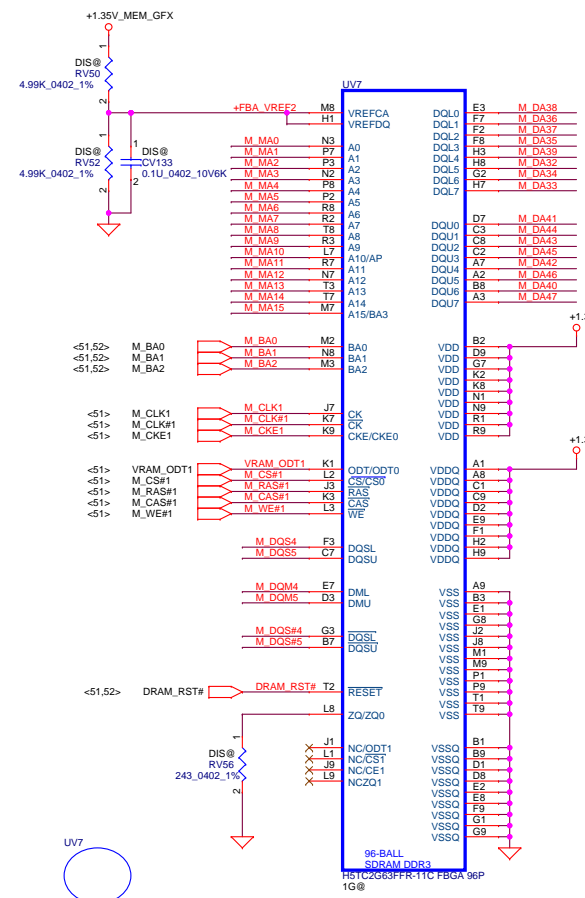 +1.35V_MEM_GFX
DIS@
RV50
4.99K_0402_1%
1
2
DIS@
RV52
4.99K_0402_1%
1
2
DIS@
CV133
0.1U_0402_10V6K
1
2
UV7
+FBA_VREF2 M8 VREFCA
H1 VREFDQ
M_MA0 N3 A0
M_MA1 P7 A1
M_MA2 P3 A2
M_MA3 N2 A3
M_MA4 P8 A4
M_MA5 P2 A5
M_MA6 R8 A6
M_MA7 R2 A7
M_MA8 T8 A8
M_MA9 R3 A9
M_MA10 L7 A10/AP
M_MA11 R7 A11
M_MA12 N7 A12
M_MA13 T3 A13
M_MA14 T7 A14
M_MA15 M7 A15/BA3
<51,52> M_BA0 M_BA0 M2 BA0
<51,52> M_BA1 M_BA1 N8 BA1
<51,52> M_BA2 M_BA2 M3 BA2
<51> M_CLK1 M_CLK1 J7 CK
<51> M_CLK#1 M_CLK#1 K7 CK
<51> M_CKE1 M_CKE1 K9 CKE/CKE0
<51> VRAM_ODT1 VRAM_ODT1 K1 ODT/ODT0
<51> M_CS#1 M_CS#1 L2 CS/CS0
<51> M_RAS#1 M_RAS#1 J3 RAS
<51> M_CAS#1 M_CAS#1 K3 CAS
<51> M_WE#1 M_WE#1 L3 WE
M_DQS4 F3 DQSL
M_DQS5 C7 DQSU
M_DQM4 E7 DML
M_DQM5 D3 DMU
M_DQS#4 G3 DQSL
M_DQS#5 B7 DQSU
<51,52> DRAM_RST# DRAM_RST# T2 RESET
L8 ZQ/ZQ0
DIS@
RV56
243_0402_1%
1
2
J1 NC/ODT1
L1 NC/CS1
J9 NC/CE1
L9 NCZQ1
DQL0 E3 M_DA38
DQL1 F7 M_DA36
DQL2 F2 M_DA37
DQL3 F8 M_DA35
DQL4 H3 M_DA39
DQL5 H8 M_DA32
DQL6 G2 M_DA34
DQL7 H7 M_DA33
DQU0 D7 M_DA41
DQU1 C3 M_DA44
DQU2 C8 M_DA43
DQU3 C2 M_DA45
DQU4 A7 M_DA42
DQU5 A2 M_DA46
DQU6 B8 M_DA40
DQU7 A3 M_DA47
+1.
VDD B2
VDD D9
VDD G7
VDD K2
VDD K8
VDD N1
VDD N9
VDD R1
VDD R9
+1.
VDDQ A1
VDDQ A8
VDDQ C1
VDDQ C9
VDDQ D2
VDDQ E9
VDDQ F1
VDDQ H2
VDDQ H9
VSS A9
VSS B3
VSS E1
VSS G8
VSS J2
VSS J8
VSS M1
VSS M9
VSS P1
VSS P9
VSS T1
VSS T9
VSSQ B1
VSSQ B9
VSSQ D1
VSSQ D8
VSSQ E2
VSSQ E8
VSSQ F9
VSSQ G1
VSSQ G9
96-BALL
SDRAM DDR3
H5TC2G63FFR-11C FBGA 96P
1G@
UV7